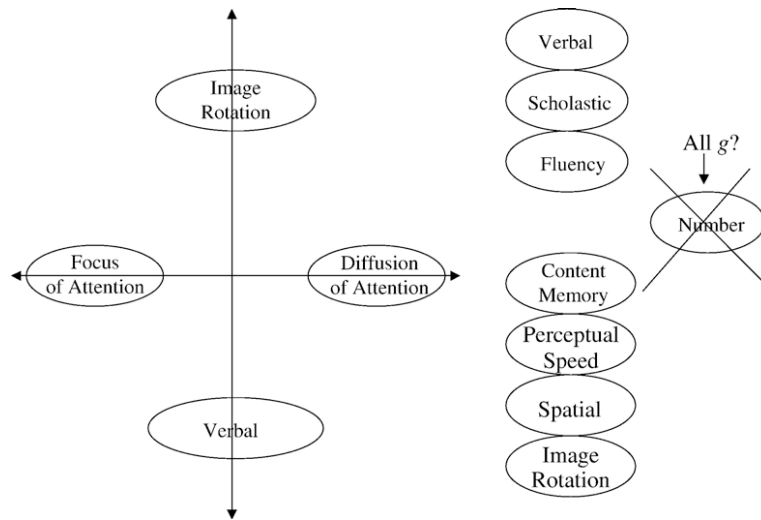 Image
Rotation
Focus
of Attention
Diffusion
of Attention
Verbal
Verbal
Scholastic
Fluency
All g?
Number
Content
Memory
Perceptual
Speed
Spatial
Image
Rotation